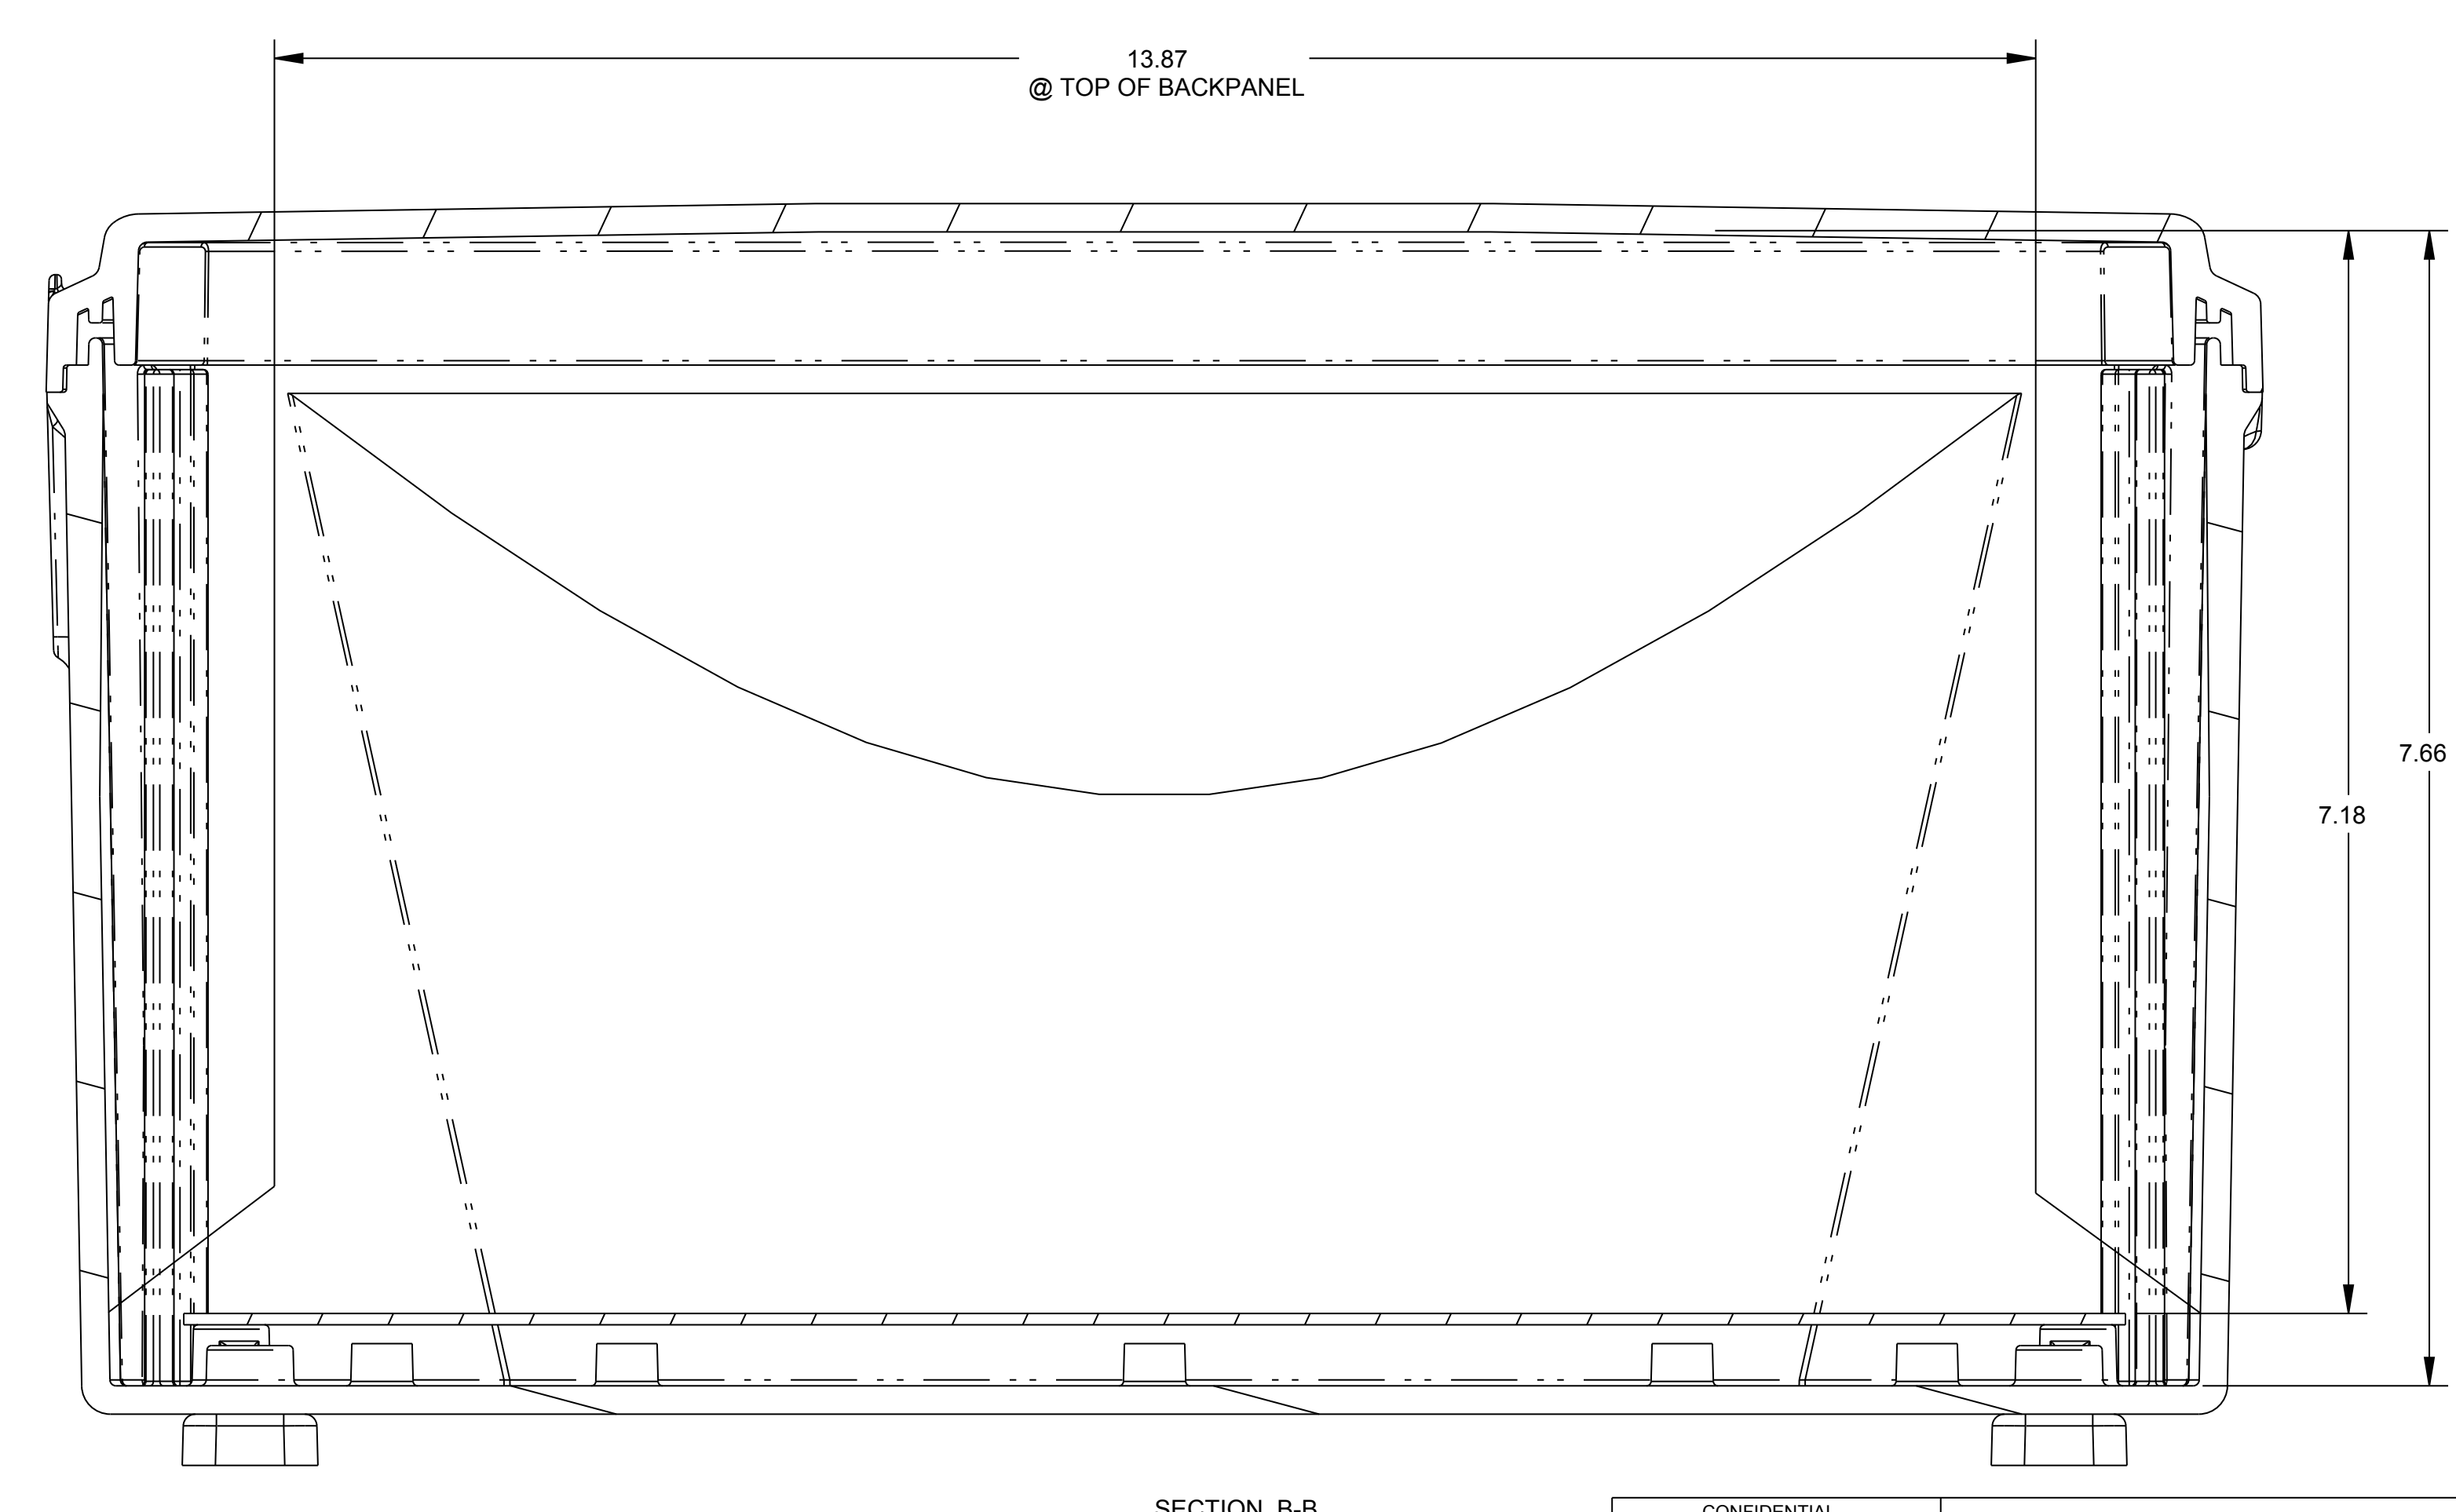 13.87
@ TOP OF BACKPANEL
7.66
7.18
SECTION B-B
CONFIDENTIAL